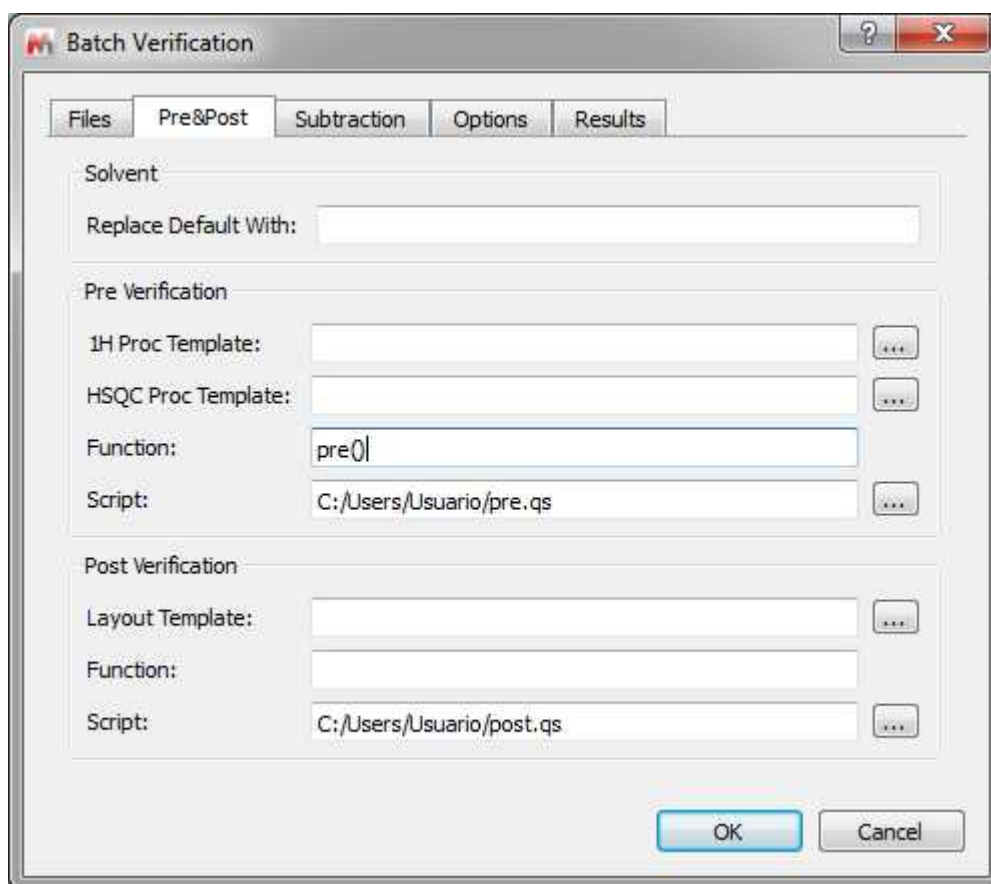 Batch Verification
Files Pre&Post Subtraction Options Results
Solvent
Replace Default With:
Pre Verification
1H Proc Template: ...
HSQC Proc Template: ...
Function: pre()
Script: C:/Users/Usuario/pre.qs ...
Post Verification
Layout Template: ...
Function:
Script: C:/Users/Usuario/post.qs ...
OK Cancel